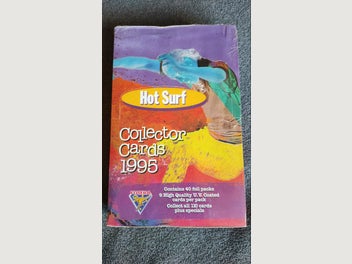 Hot Surf
Collector
Cards
1995
Contains 40 foil packs
9 High Quality U.V. Coated
cards per pack
Collect all 110 cards
plus specials